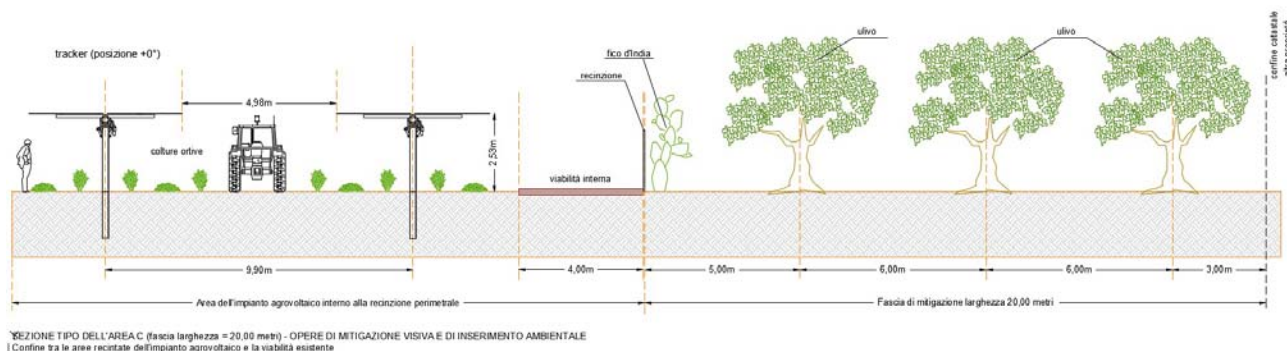 tracker (posizione +0°)
4,98m
colture ortive
2,53m
viabilità interna
recinzione
fico d'India
ulivo
ulivo
confine catastale
9,90m
4,00m
5,00m
6,00m
6,00m
3,00m
Area dell'impianto agrovoltaico interno alla recinzione perimetrale
Fascia di mitigazione larghezza 20,00 metri
SEZIONE TIPO DELL'AREA C (fascia larghezza = 20,00 metri) - OPERE DI MITIGAZIONE VISIVA E DI INSERIMENTO AMBIENTALE
Confine tra le aree recintate dell'impianto agrovoltaico e la viabilità esistente